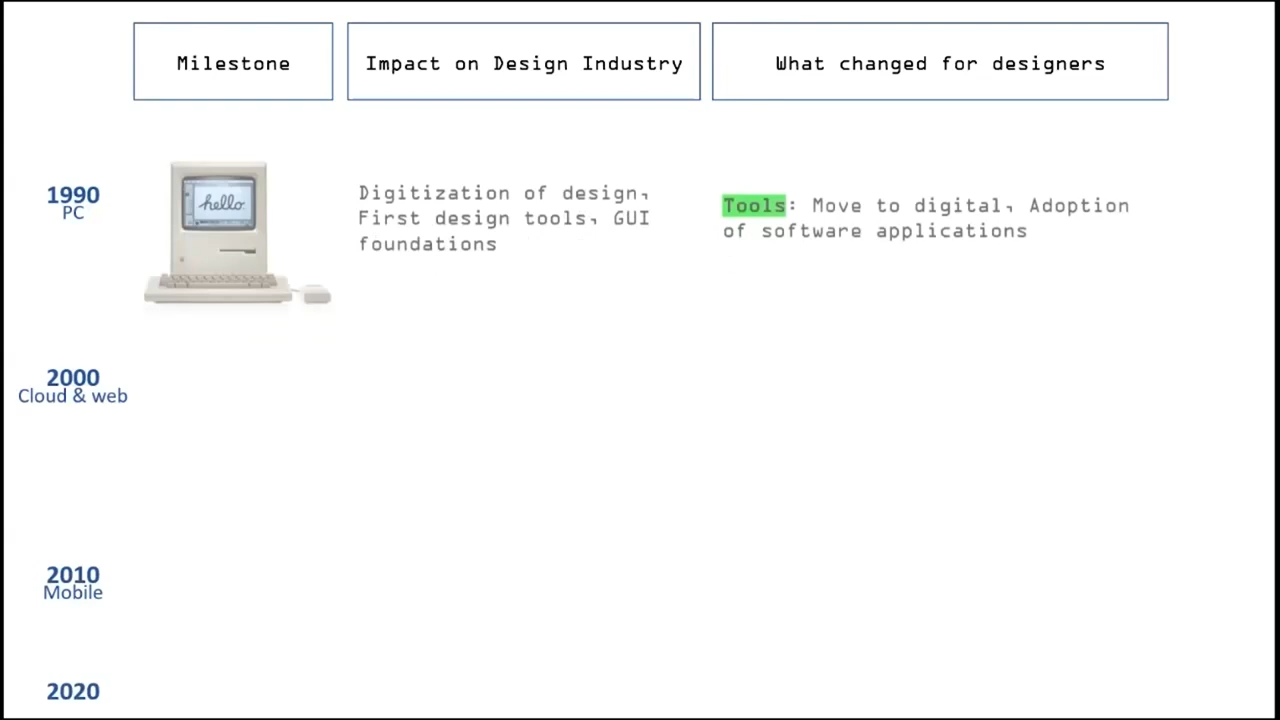 Milestone
Impact on Design Industry
What changed for designers
1990
PC
hello.
Digitization of design,
First design tools, GUI
foundations
Tools: Move to digital, Adoption
of software applications
2000
Cloud & web
2010
Mobile
2020